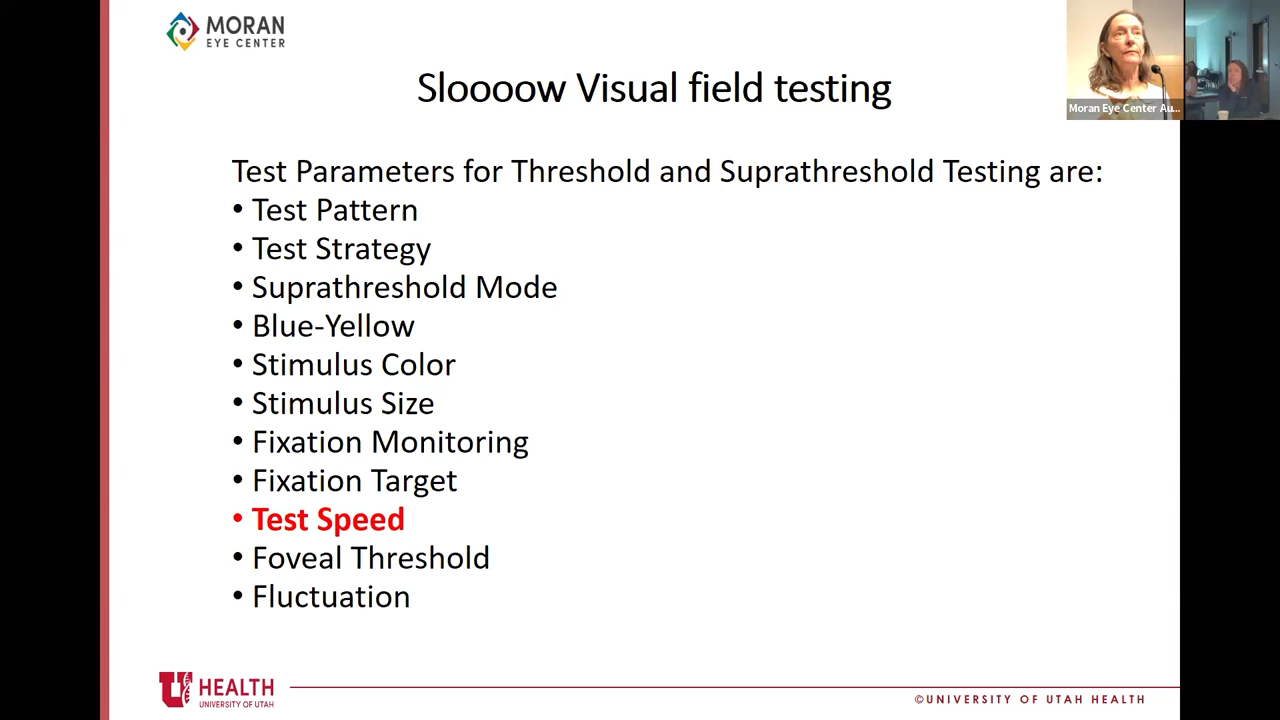 MORAN
EYE CENTER
Sloooow Visual field testing
Moran Eye Center Au...
Test Parameters for Threshold and Suprathreshold Testing are:
• Test Pattern
• Test Strategy
• Suprathreshold Mode
• Blue-Yellow
• Stimulus Color
• Stimulus Size
• Fixation Monitoring
• Fixation Target
• Test Speed
• Foveal Threshold
• Fluctuation
U HEALTH
UNIVERSITY OF UTAH
©UNIVERSITY OF UTAH HEALTH